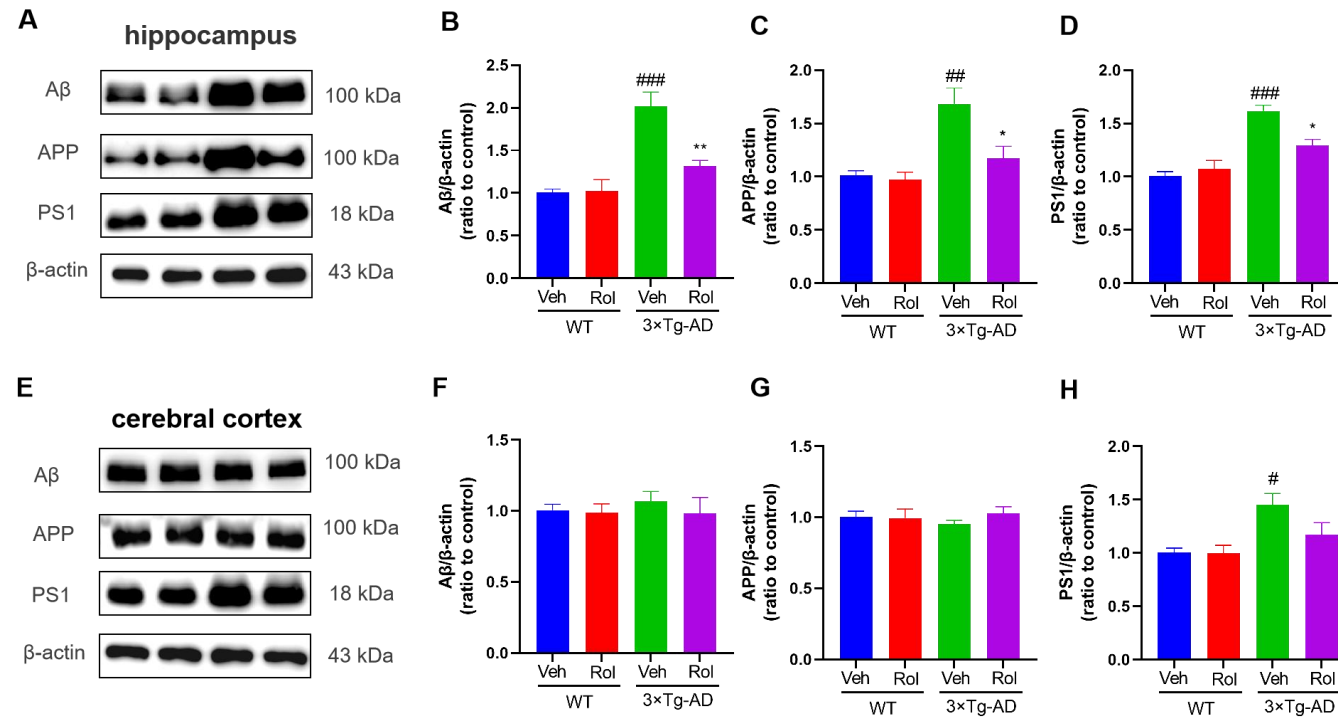 A
hippocampus
Aβ
100 kDa
APP
100 kDa
PS1
18 kDa
β-actin
43 kDa
B
Aβ/β-actin
(ratio to control)
2.5
2.0
1.5
1.0
0.5
0.0
###
**
Veh Rol Veh Rol
WT 3×Tg-AD
C
APP/β-actin
(ratio to control)
2.0
1.5
1.0
0.5
0.0
##
*
Veh Rol Veh Rol
WT 3×Tg-AD
D
PS1/β-actin
(ratio to control)
2.0
1.5
1.0
0.5
0.0
###
*
Veh Rol Veh Rol
WT 3×Tg-AD
E
cerebral cortex
Aβ
100 kDa
APP
100 kDa
PS1
18 kDa
β-actin
43 kDa
F
Aβ/β-actin
(ratio to control)
1.5
1.0
0.5
0.0
Veh Rol Veh Rol
WT 3×Tg-AD
G
APP/β-actin
(ratio to control)
1.5
1.0
0.5
0.0
Veh Rol Veh Rol
WT 3×Tg-AD
H
PS1/β-actin
(ratio to control)
2.0
1.5
1.0
0.5
0.0
#
Veh Rol Veh Rol
WT 3×Tg-AD